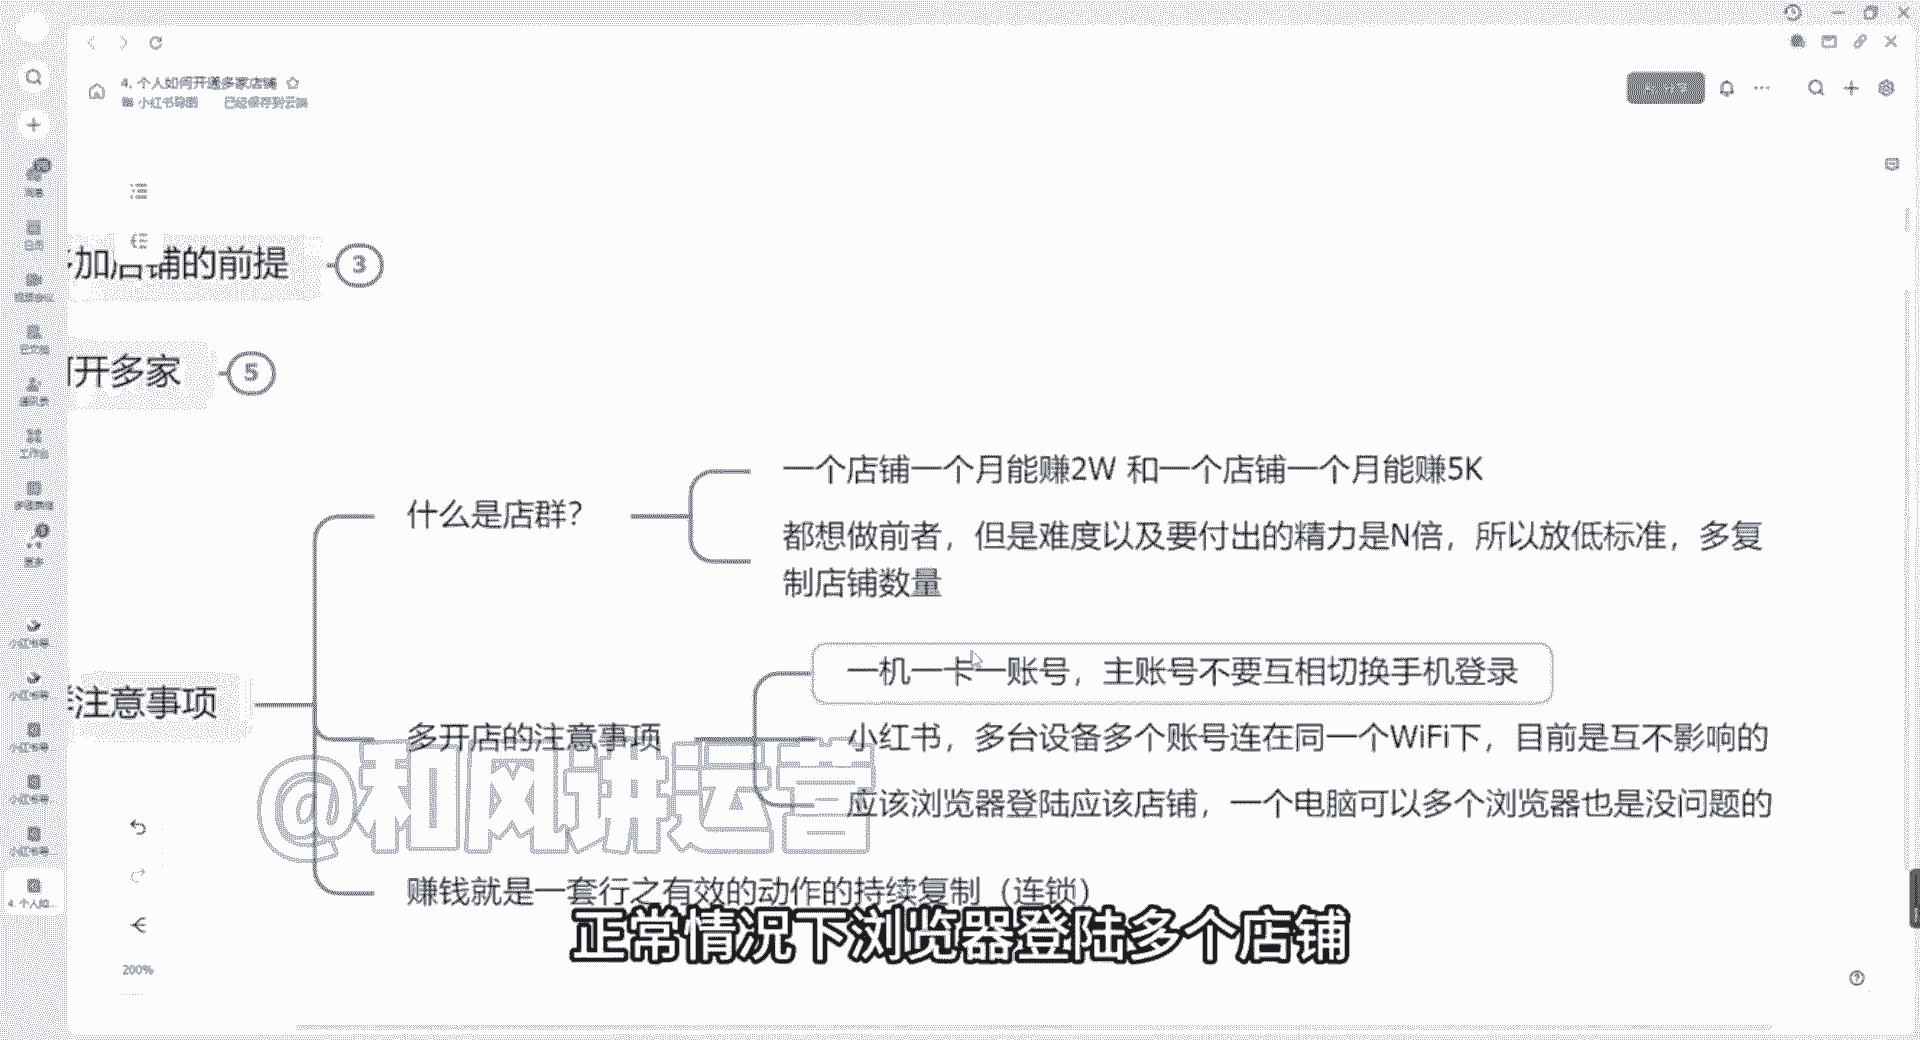 4. 个人如何开通多家店铺
小红书导图 已经保存到云端
加店铺的前提
3
开多家
5
一个店铺一个月能赚2W 和一个店铺一个月能赚5K
什么是店群？
都想做前者，但是难度以及要付出的精力是N倍，所以放低标准，多复
制店铺数量
一机一卡一账号，主账号不要互相切换手机登录
注意事项
多开店的注意事项
小红书，多台设备多个账号连在同一个WiFi下，目前是互不影响的
应该浏览器登陆应该店铺，一个电脑可以多个浏览器也是没问题的
@和风讲运营
赚钱就是一套行之有效的动作的持续复制（连锁）
正常情况下浏览器登陆多个店铺
200%
4. 个人如...